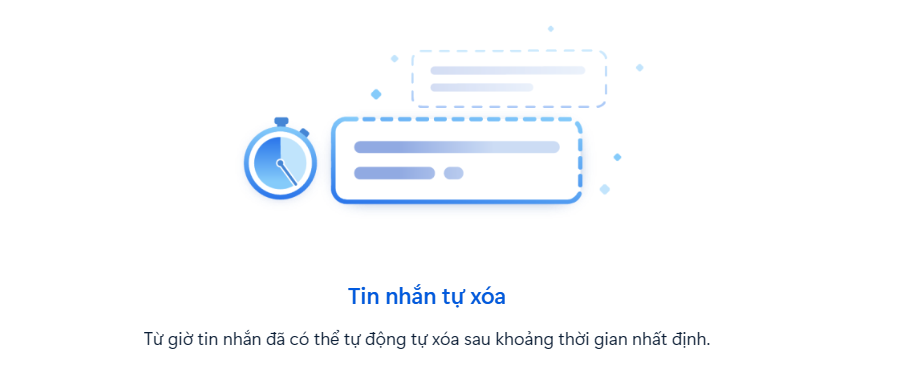 Tin nhắn tự xóa
Từ giờ tin nhắn đã có thể tự động tự xóa sau khoảng thời gian nhất định.